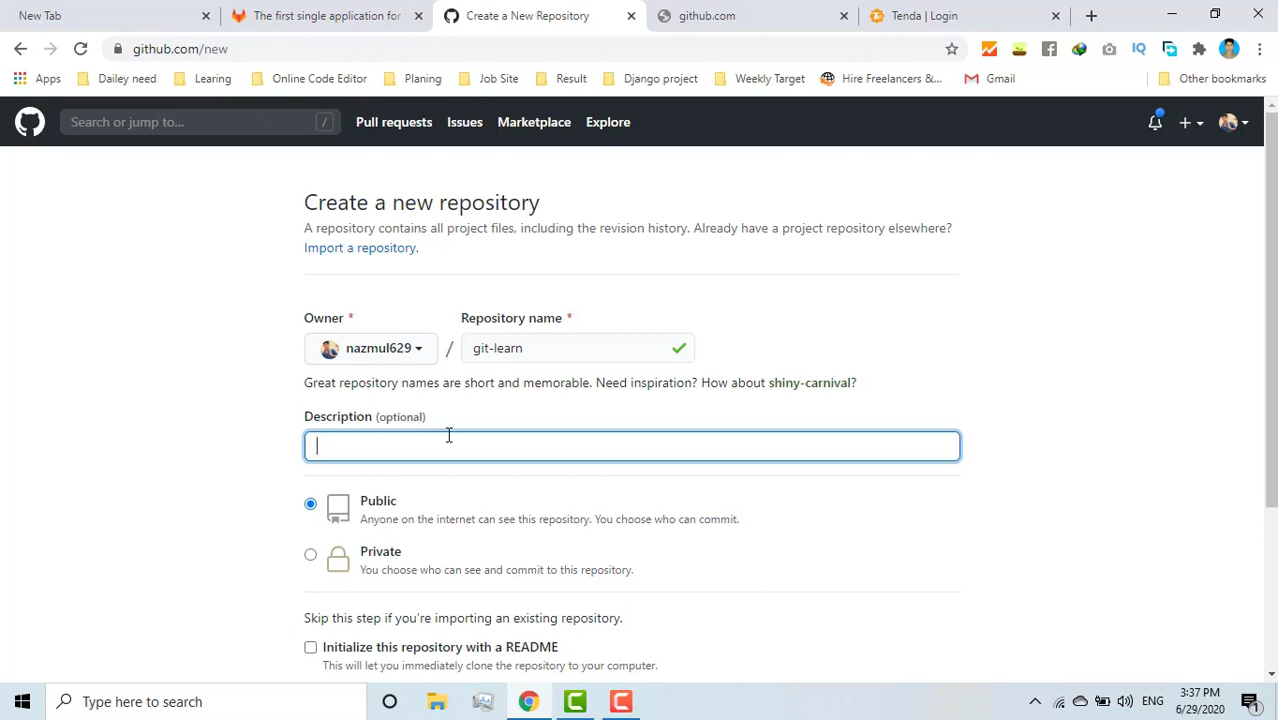 New Tab
The first single application for
Create a New Repository
github.com
Tenda | Login
github.com/new
IQ
Apps
Dailey need
Learing
Online Code Editor
Planing
Job Site
Result
Django project
Weekly Target
Hire Freelancers &...
Gmail
Other bookmarks
Search or jump to...
/
Pull requests
Issues
Marketplace
Explore
Create a new repository
A repository contains all project files, including the revision history. Already have a project repository elsewhere?
Import a repository.
Owner *
Repository name *
nazmul629
/
git-learn
Great repository names are short and memorable. Need inspiration? How about shiny-carnival?
Description (optional)
Public
Anyone on the internet can see this repository. You choose who can commit.
Private
You choose who can see and commit to this repository.
Skip this step if you're importing an existing repository.
Initialize this repository with a README
This will let you immediately clone the repository to your computer.
Type here to search
ENG
3:37 PM
6/29/2020
1